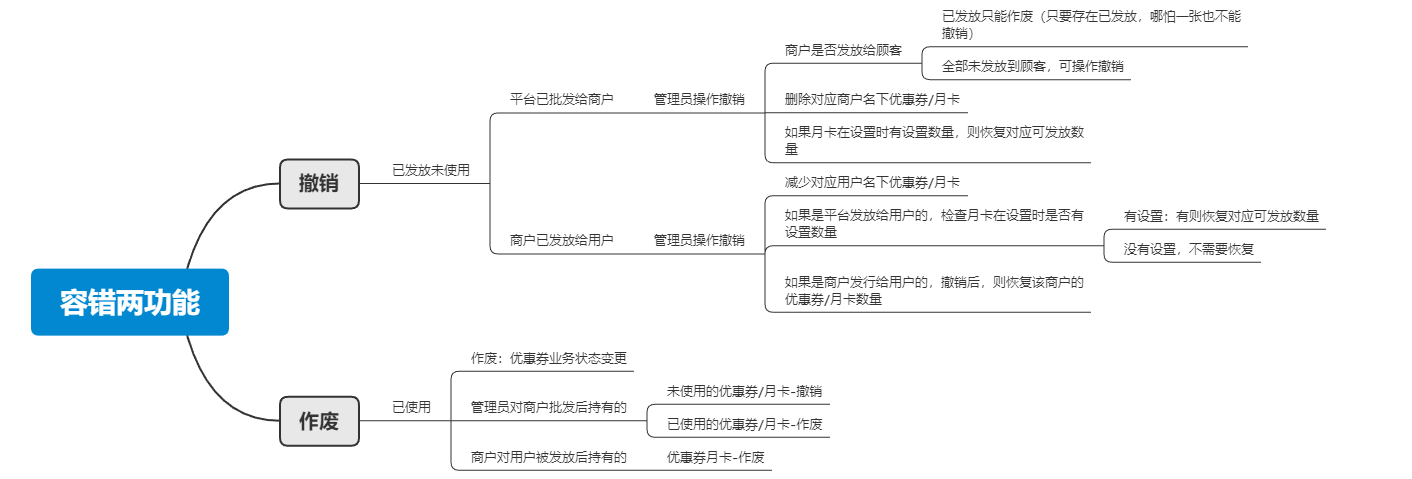 容错两功能
撤销
已发放未使用
平台已批发给商户
管理员操作撤销
商户是否发放给顾客
已发放只能作废（只要存在已发放，哪怕一张也不能
撤销）
全部未发放到顾客，可操作撤销
删除对应商户名下优惠券/月卡
如果月卡在设置时有设置数量，则恢复对应可发放数
量
商户已发放给用户
管理员操作撤销
减少对应用户名下优惠券/月卡
如果是平台发放给用户的，检查月卡在设置时是否有
设置数量
有设置：有则恢复对应可发放数量
没有设置，不需要恢复
如果是商户发行给用户的，撤销后，则恢复该商户的
优惠券/月卡数量
作废
已使用
作废：优惠券业务状态变更
管理员对商户批发后持有的
未使用的优惠券/月卡-撤销
已使用的优惠券/月卡-作废
商户对用户被发放后持有的
优惠券月卡-作废